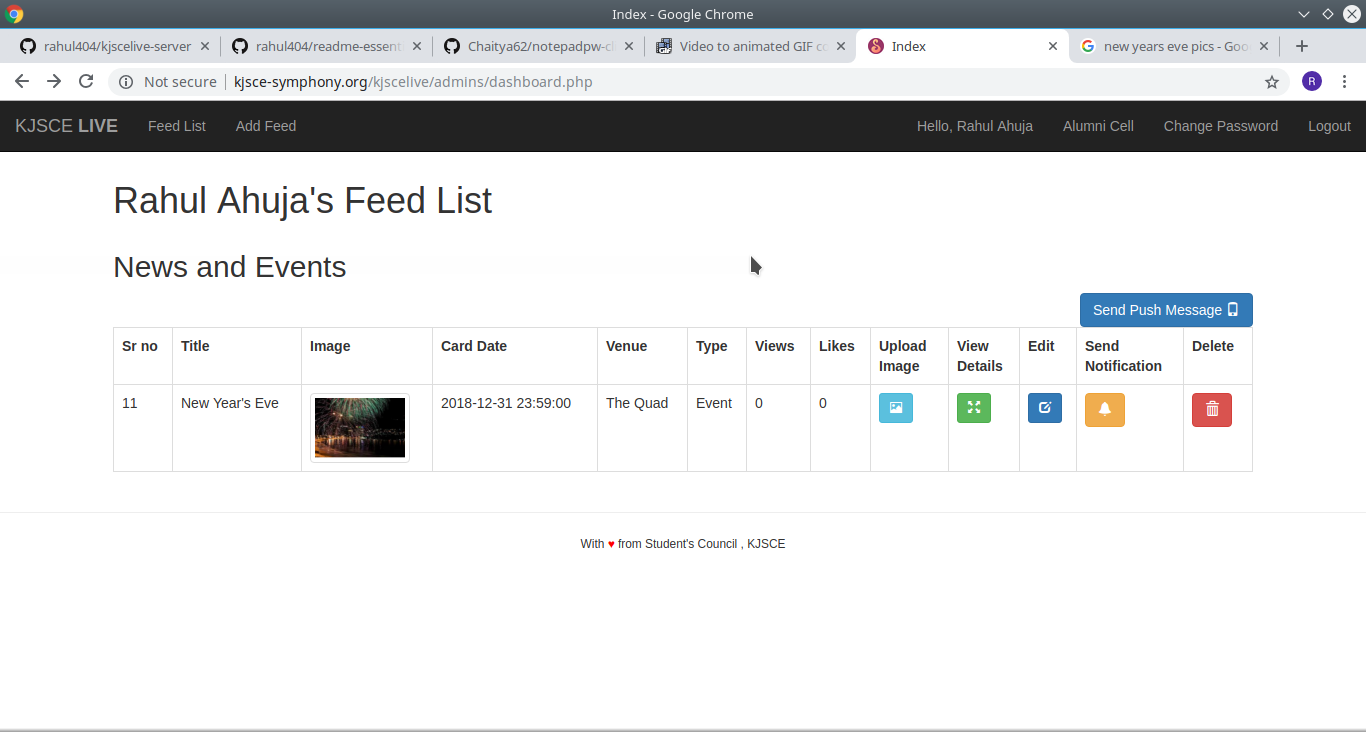 Index - Google Chrome
rahul404/kjscelive-server
rahul404/readme-essent
Chaitya62/notepadpw-cl
Video to animated GIF co
Index
new years eve pics - Goo
Not secure
kjsce-symphony.org/kjscelive/admins/dashboard.php
R
KJSCE LIVE Feed List Add Feed Hello, Rahul Ahuja Alumni Cell Change Password Logout
Rahul Ahuja's Feed List
News and Events
Send Push Message
Sr no Title Image Card Date Venue Type Views Likes Upload Image View Details Edit Send Notification Delete
11 New Year's Eve 2018-12-31 23:59:00 The Quad Event 0 0
With ♥ from Student's Council , KJSCE